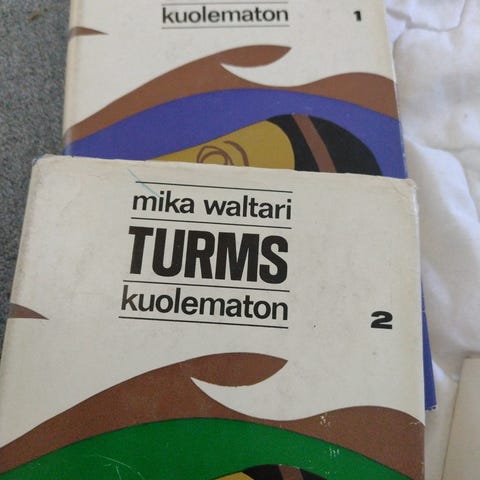 kuolematon
1
mika waltari
TURMS
kuolematon
2